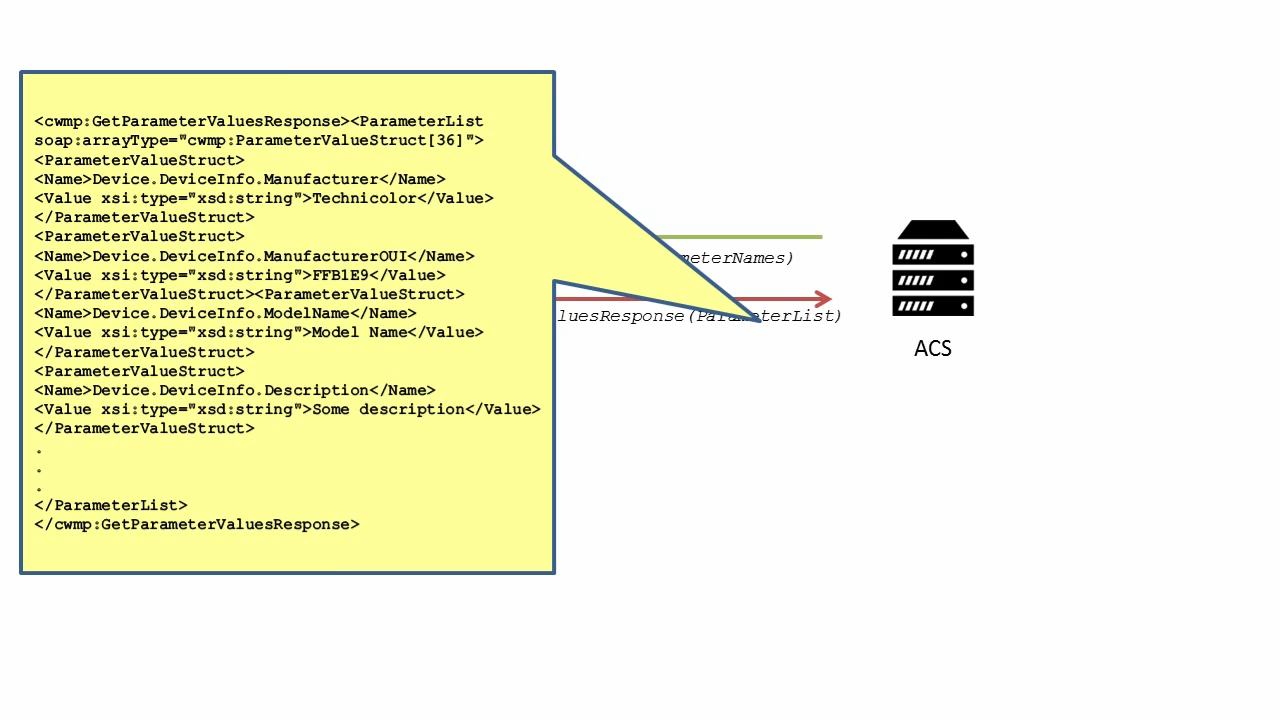 <cwmp:GetParameterValuesResponse><ParameterList
soap:arrayType="cwmp:ParameterValueStruct[36]">
<ParameterValueStruct>
<Name>Device.DeviceInfo.Manufacturer</Name>
<Value xsi:type="xsd:string">Technicolor</Value>
</ParameterValueStruct>
<ParameterValueStruct>
<Name>Device.DeviceInfo.ManufacturerOUI</Name>
<Value xsi:type="xsd:string">FFB1E9</Value>
</ParameterValueStruct><ParameterValueStruct>
<Name>Device.DeviceInfo.ModelName</Name>
<Value xsi:type="xsd:string">Model Name</Value>
</ParameterValueStruct>
<ParameterValueStruct>
<Name>Device.DeviceInfo.Description</Name>
<Value xsi:type="xsd:string">Some description</Value>
</ParameterValueStruct>
.
.
.
</ParameterList>
</cwmp:GetParameterValuesResponse>
meterNames)
luesResponse(ParameterList)
ACS